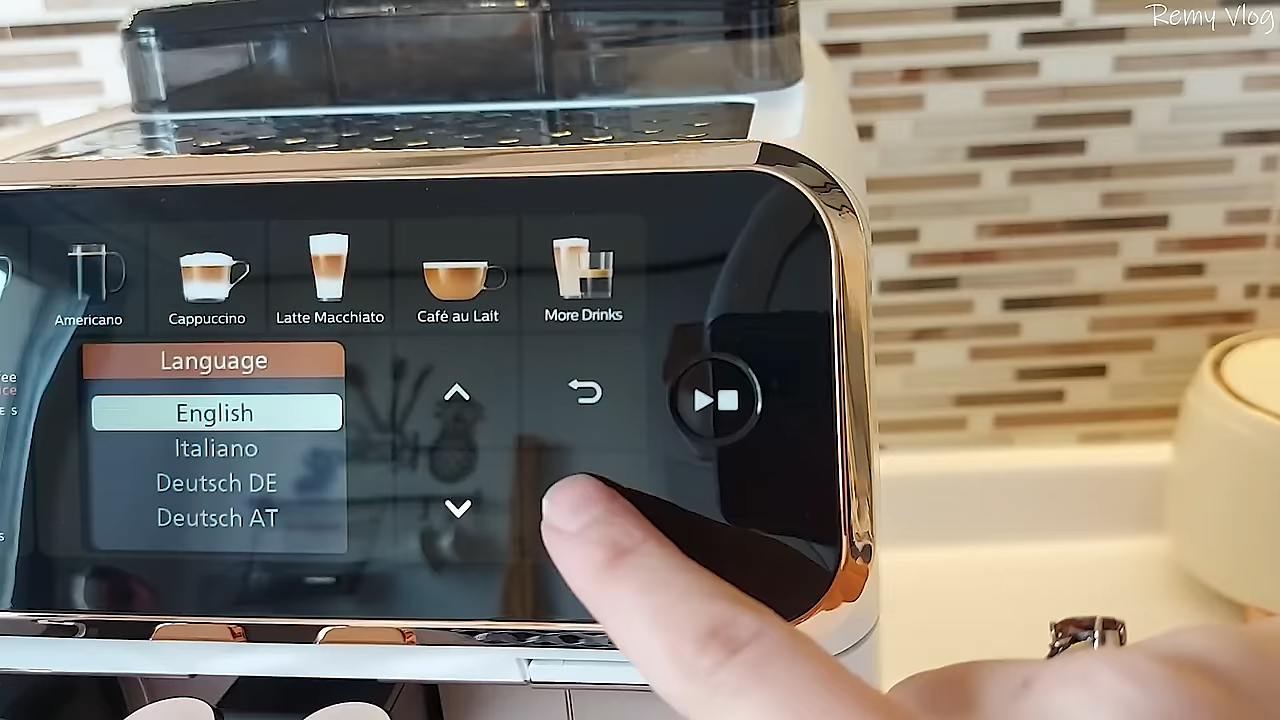 Remy Vlog
Americano
Cappuccino
Latte Macchiato
Café au Lait
More Drinks
Language
English
Italiano
Deutsch DE
Deutsch AT